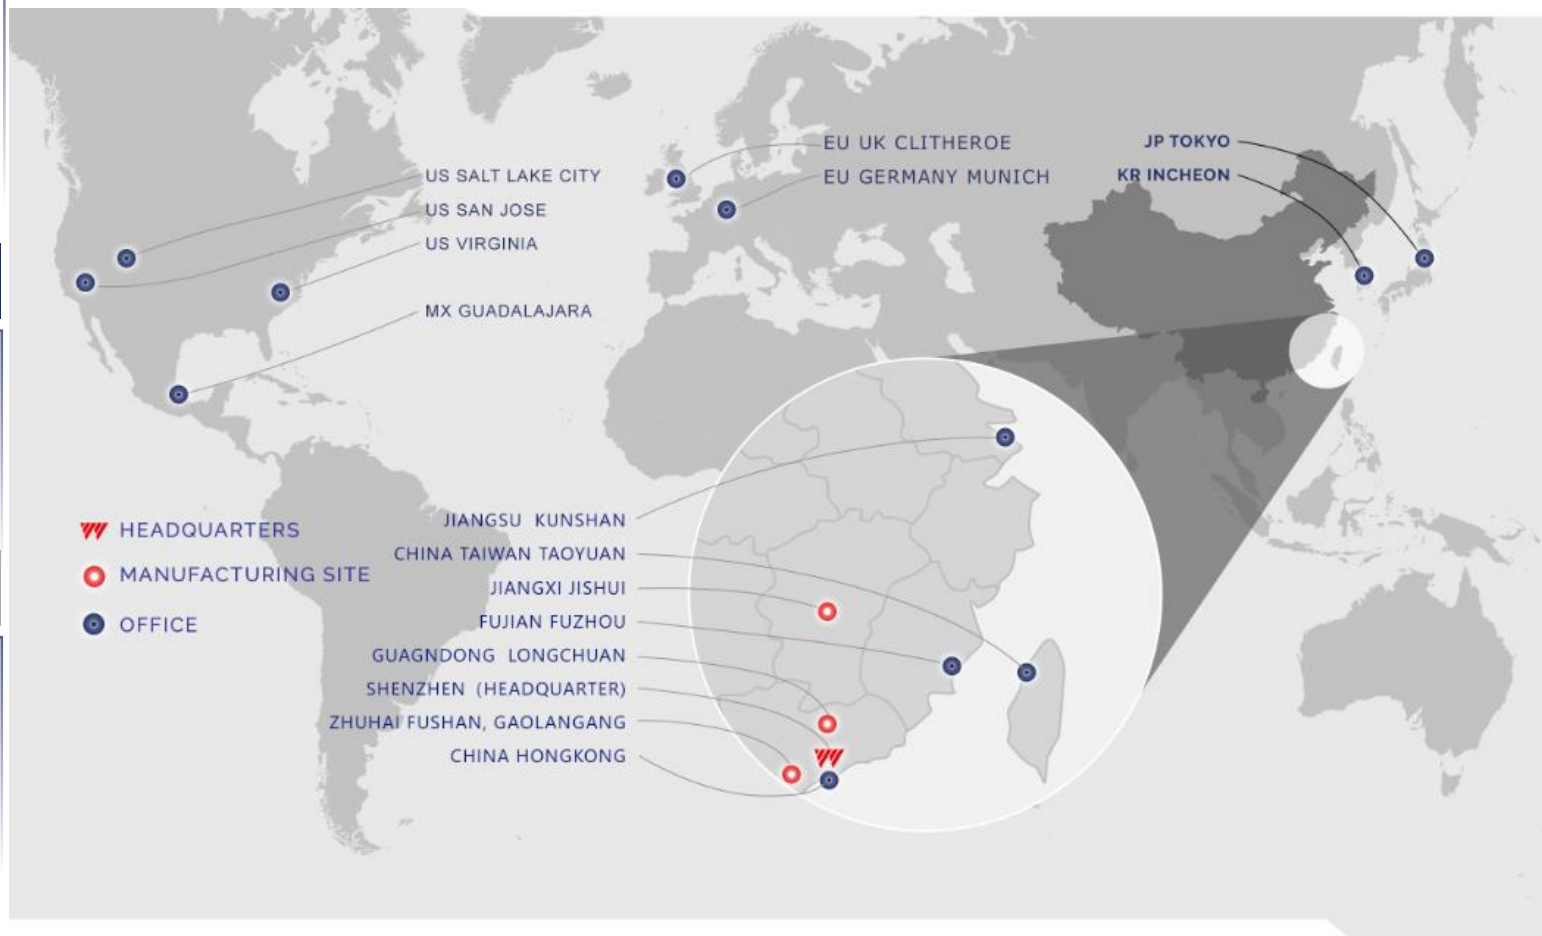 EU UK CLITHEROE
JP TOKYO
US SALT LAKE CITY
EU GERMANY MUNICH
KR INCHEON
US SAN JOSE
US VIRGINIA
MX GUADALAJARA
HEADQUARTERS
MANUFACTURING SITE
OFFICE
JIANGSU KUNSHAN
CHINA TAIWAN TAOYUAN
JIANGXI JISHUI
FUJIAN FUZHOU
GUAGNDONG LONGCHUAN
SHENZHEN (HEADQUARTER)
ZHUHAI FUSHAN, GAOLANGANG
CHINA HONGKONG